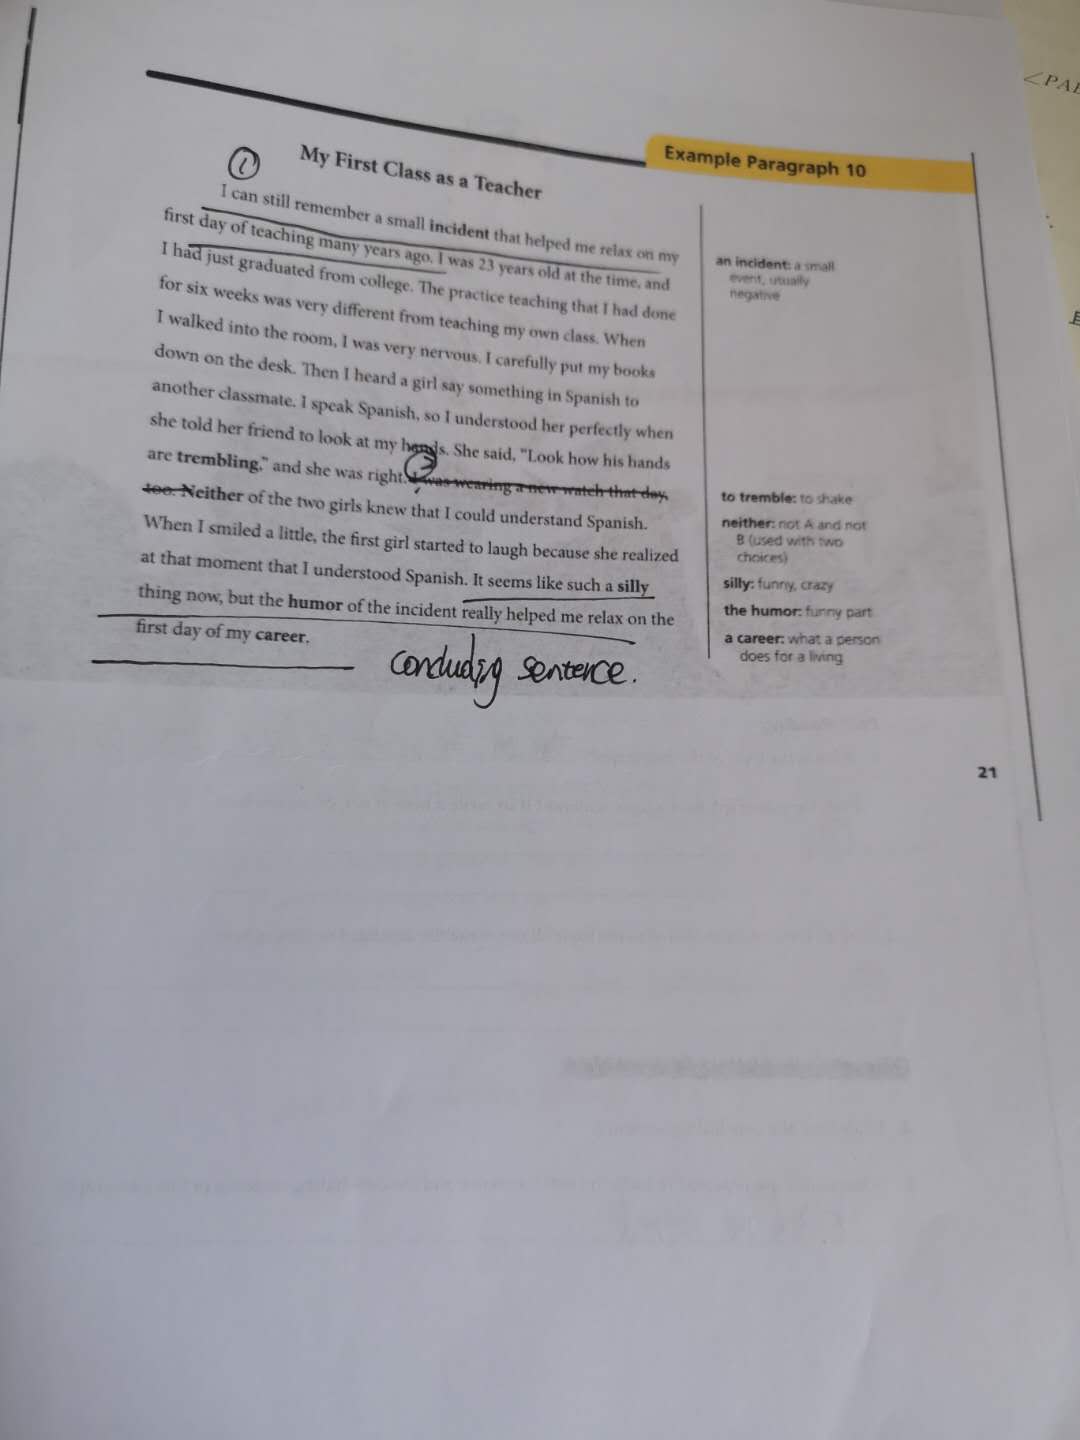 <PAE
Example Paragraph 10
①
My First Class as a Teacher
I can still remember a small incident that helped me relax on my
first day of teaching many years ago. I was 23 years old at the time, and
I had just graduated from college. The practice teaching that I had done
for six weeks was very different from teaching my own class. When
I walked into the room, I was very nervous. I carefully put my books
down on the desk. Then I heard a girl say something in Spanish to
another classmate. I speak Spanish, so I understood her perfectly when
she told her friend to look at my hands. She said, "Look how his hands
are trembling," and she was right. I was wearing a new watch that day,
too. Neither of the two girls knew that I could understand Spanish.
When I smiled a little, the first girl started to laugh because she realized
at that moment that I understood Spanish. It seems like such a silly
thing now, but the humor of the incident really helped me relax on the
first day of my career.
concluding sentence.
an incident: a small
event, usually
negative
to tremble: to shake
neither: not A and not
B (used with two
choices)
silly: funny, crazy
the humor: funny part
a career: what a person
does for a living
21